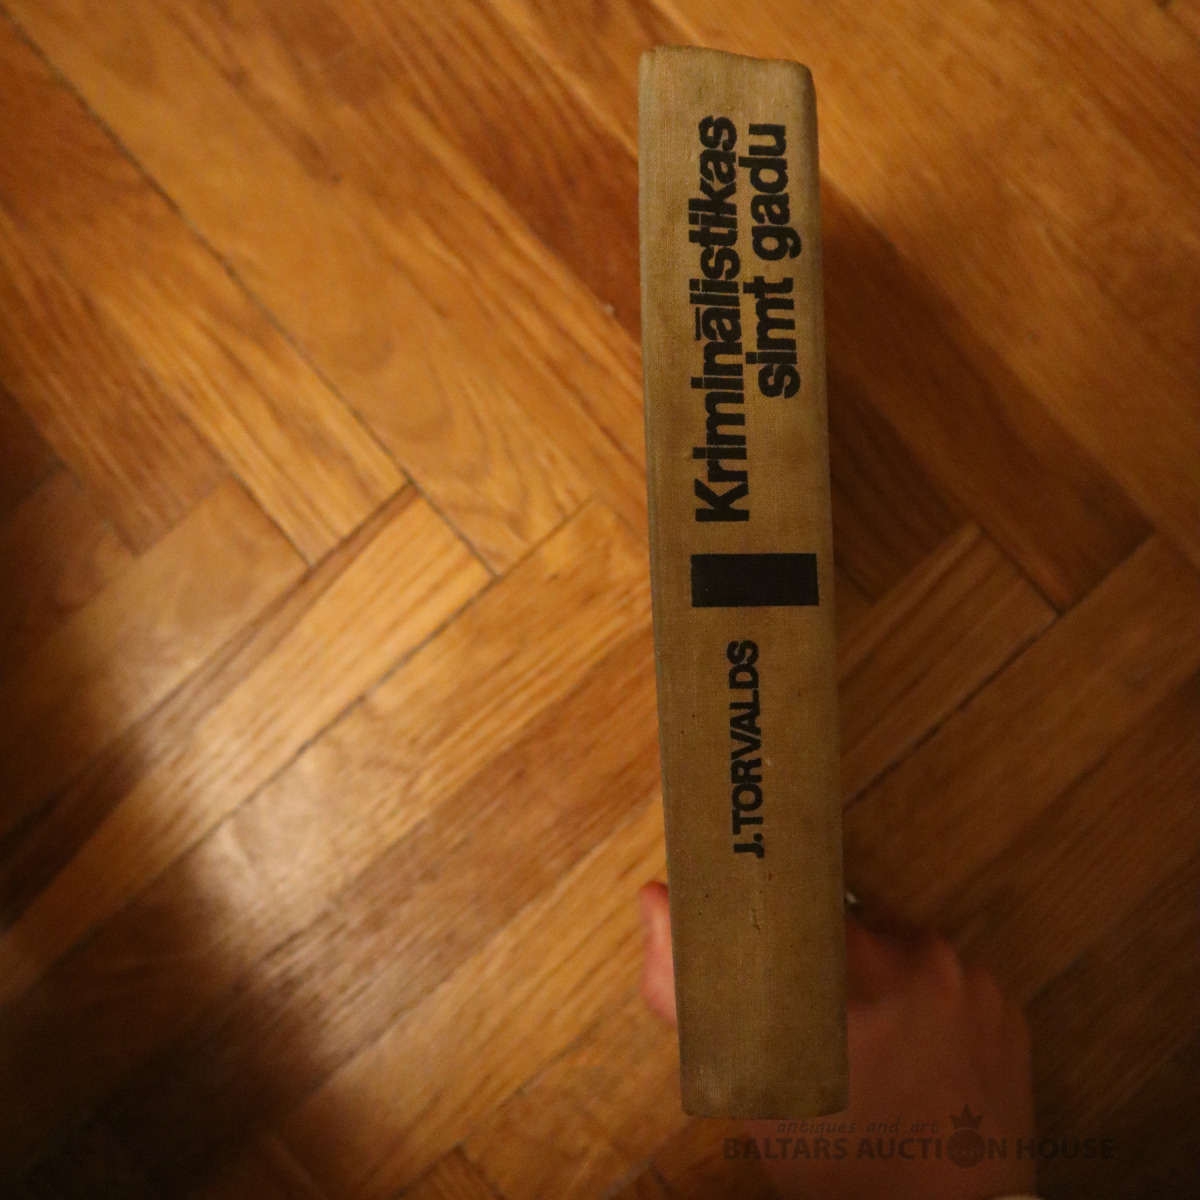 Kriminālistikas
simt gadu
J.TORVALDS
antiques and art
BALTARS AUCTION HOUSE